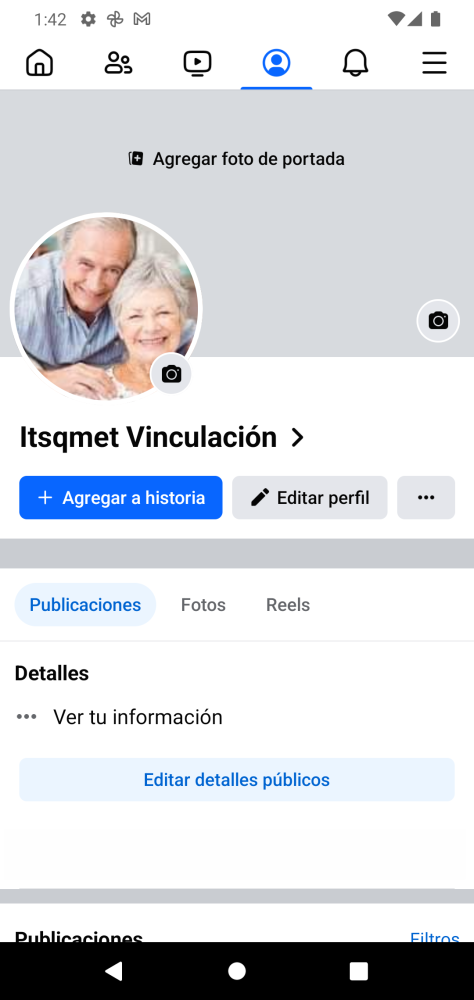 1:42
Agregar foto de portada
Itsqmet Vinculación
Agregar a historia
Editar perfil
Publicaciones
Fotos
Reels
Detalles
Ver tu información
Editar detalles públicos
Publicaciones
Filtros